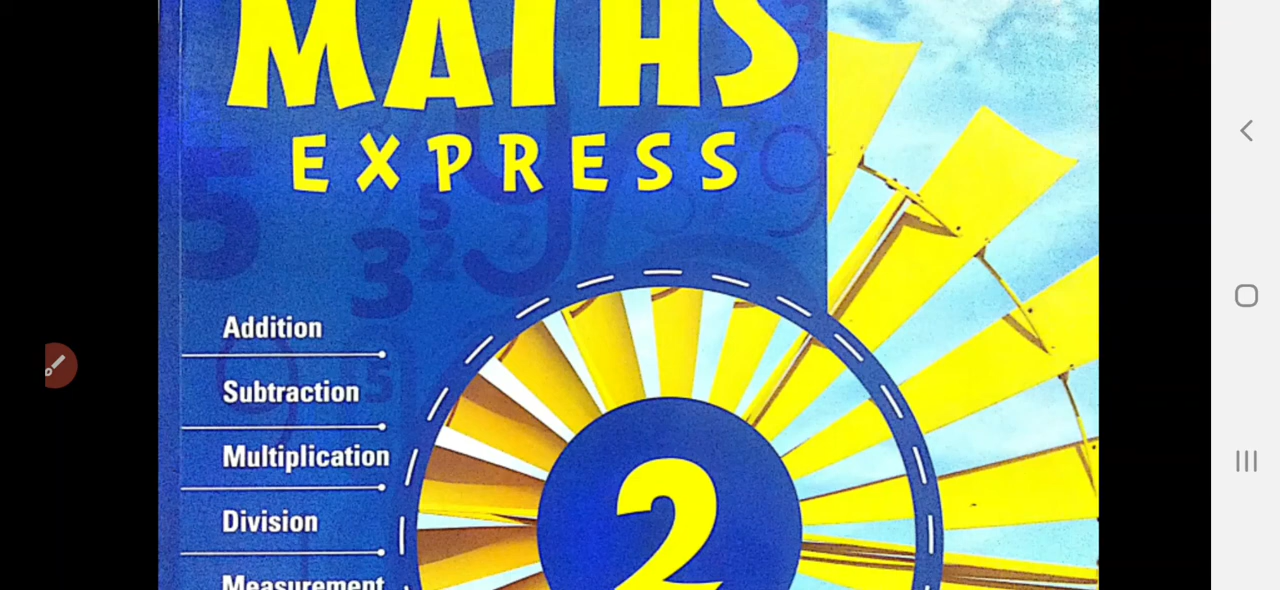 MATHS
EXPRESS
Addition
Subtraction
Multiplication
Division
Measurement
2